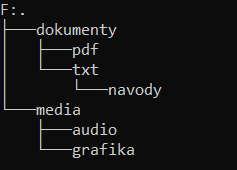 F:.
├───dokumenty
│   ├───pdf
│   └───txt
│       └───navody
└───media
    ├───audio
    └───grafika